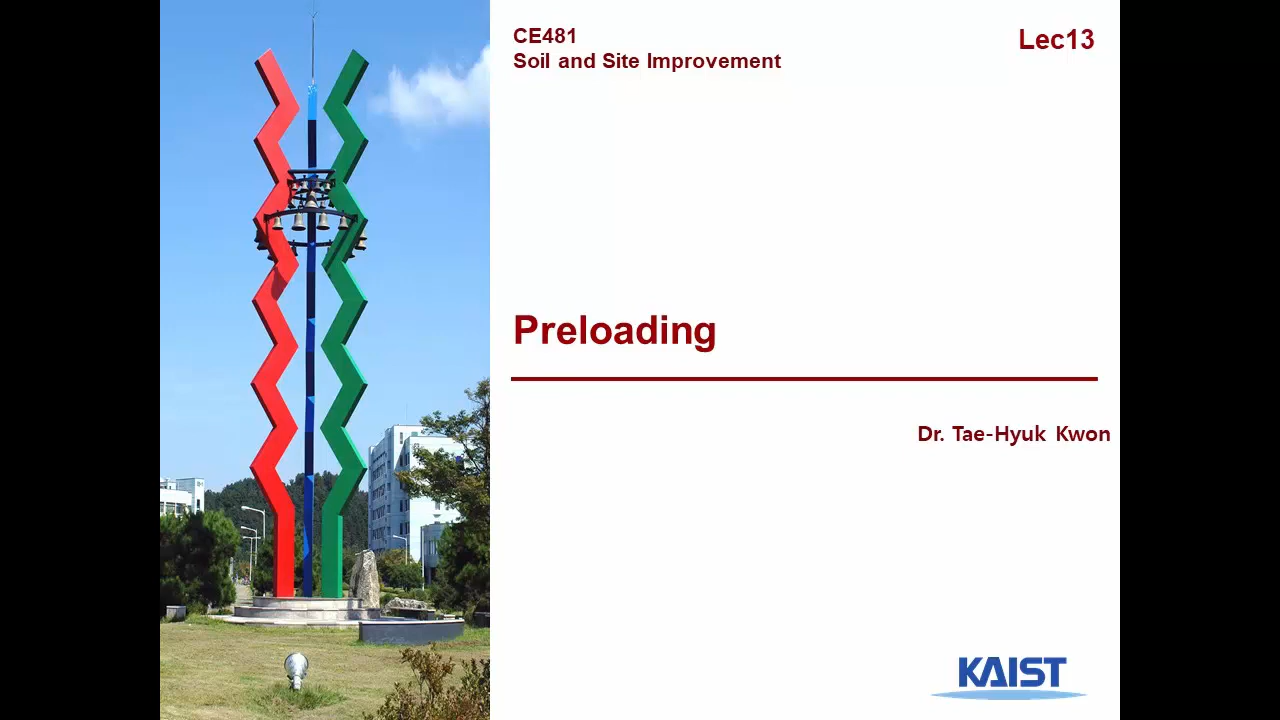 CE481
Soil and Site Improvement
Lec13
Preloading
Dr. Tae-Hyuk Kwon
KAIST